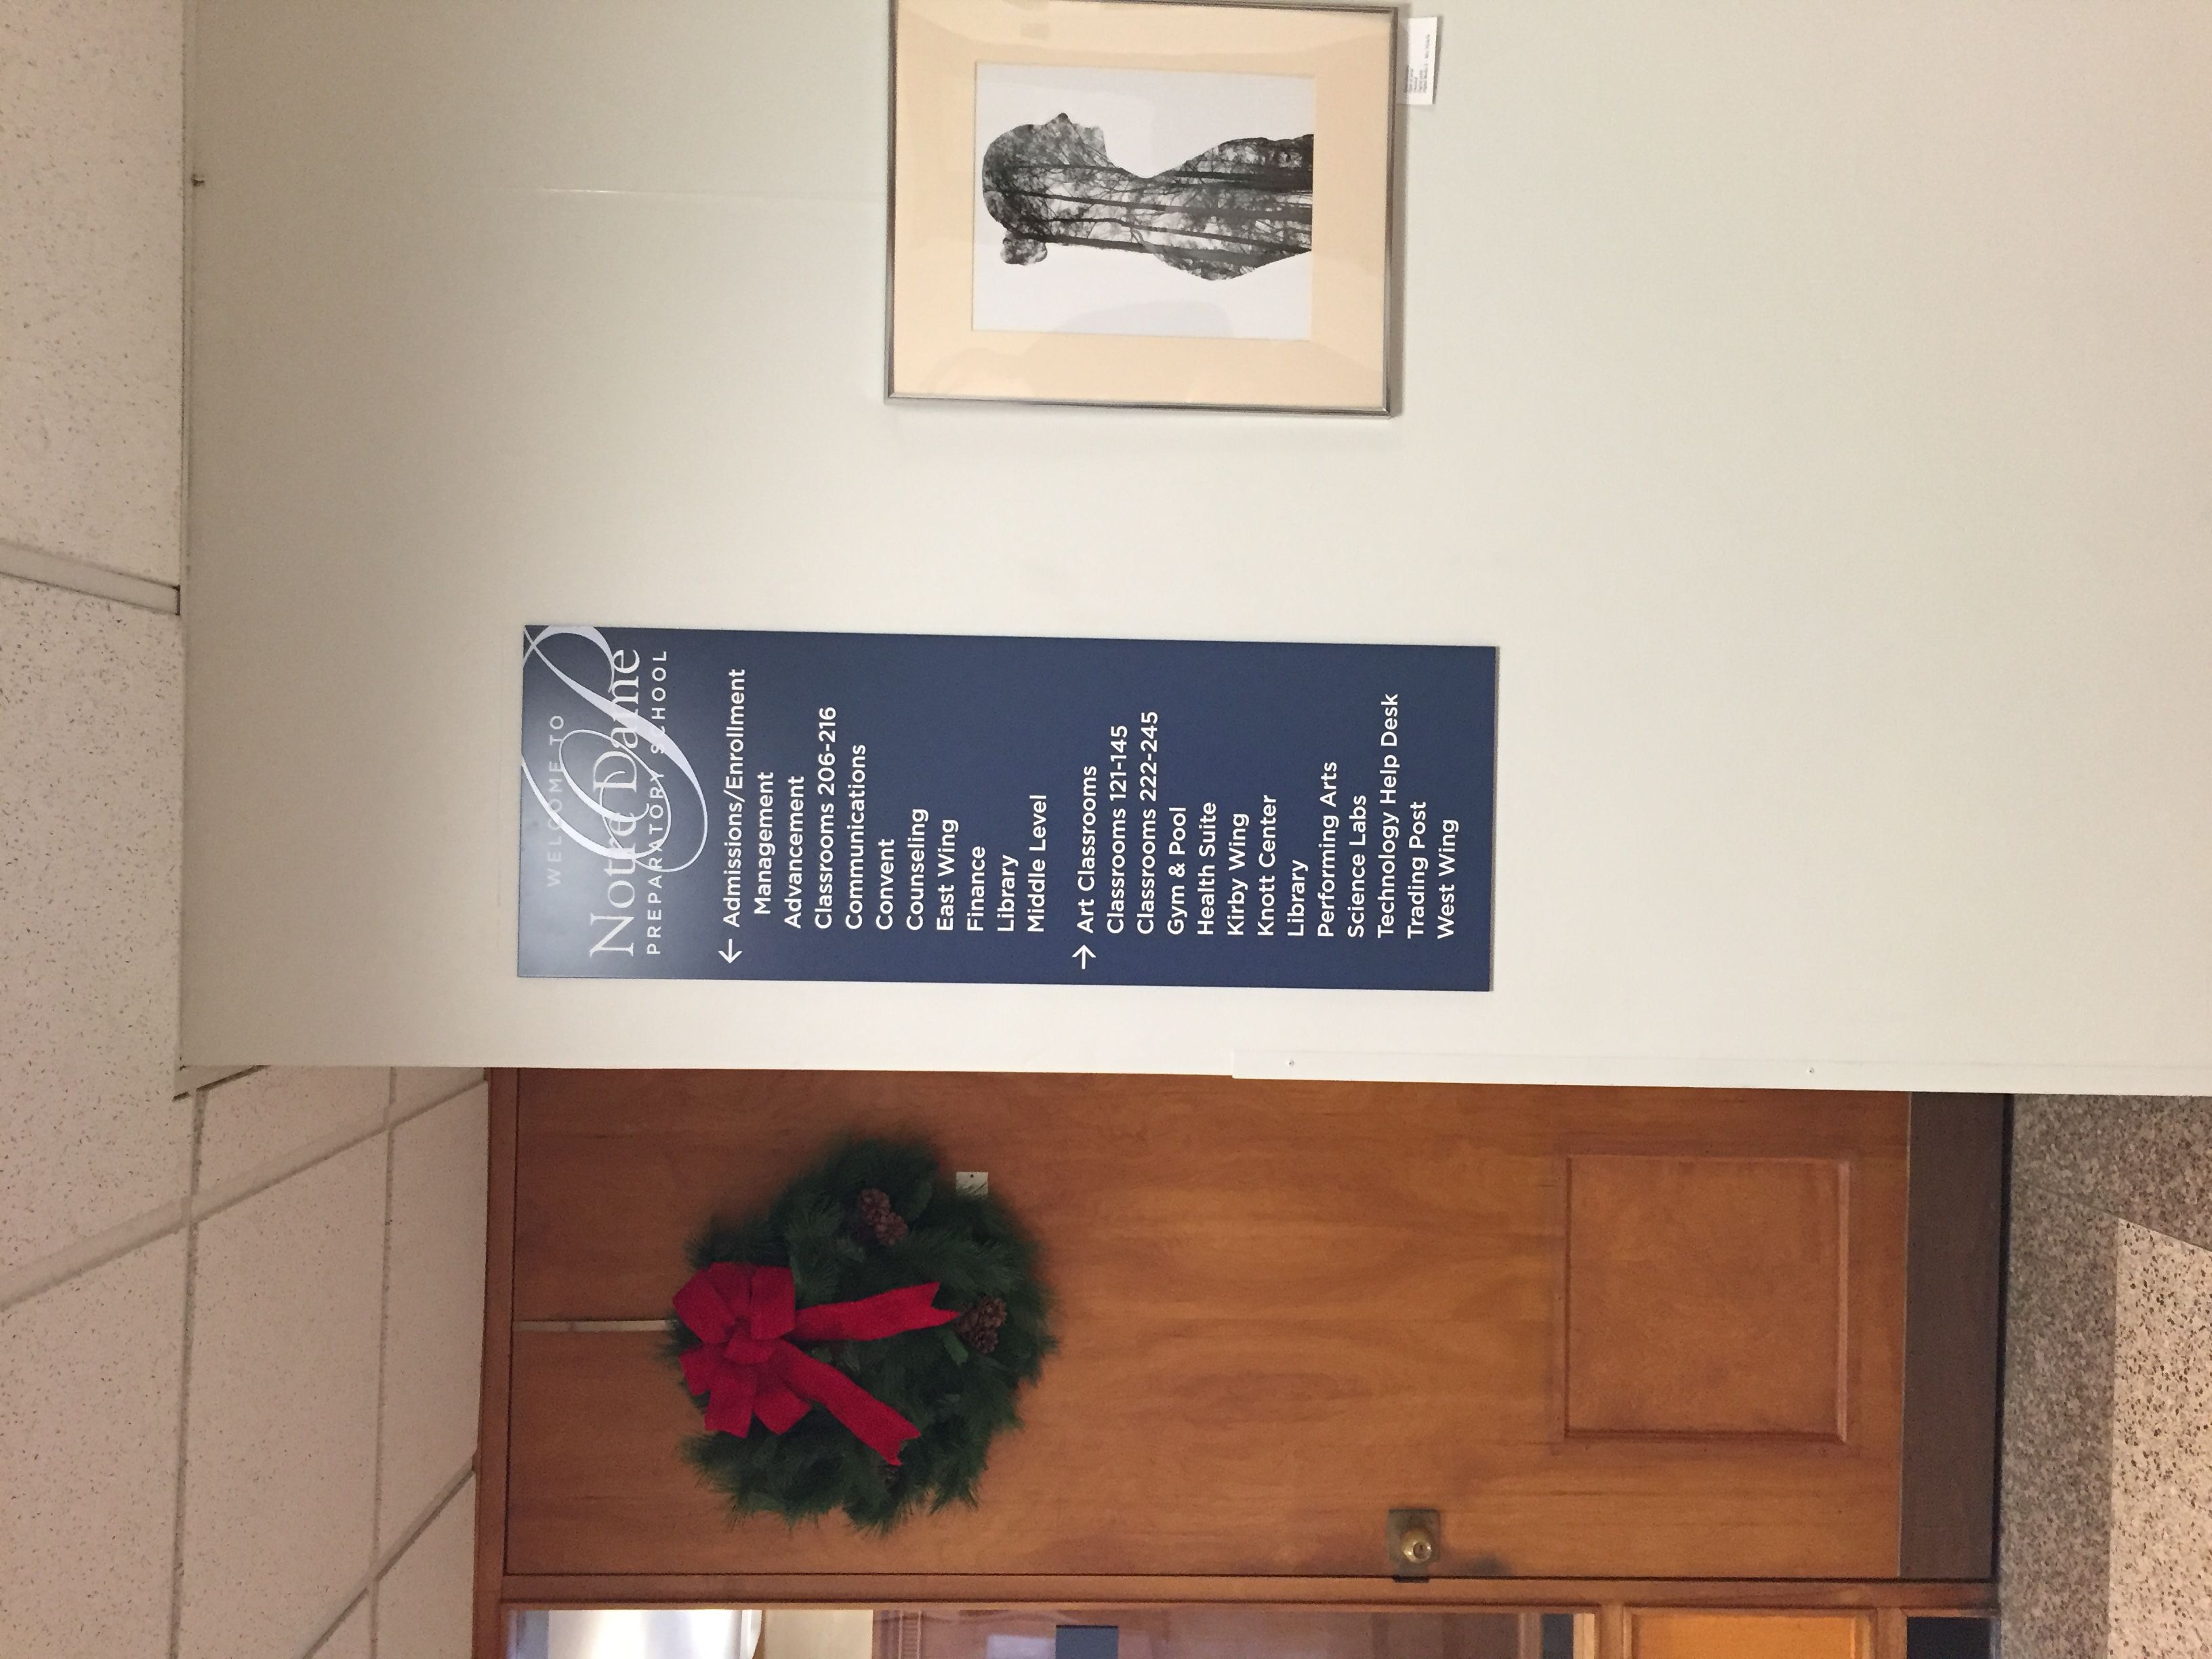 WELCOME TO
Notre Dame
PREPARATORY SCHOOL
P
← Admissions/Enrollment
Management
Advancement
Classrooms 206-216
Communications
Convent
Counseling
East Wing
Finance
Library
Middle Level
→ Art Classrooms
Classrooms 121-145
Classrooms 222-245
Gym & Pool
Health Suite
Kirby Wing
Knott Center
Library
Performing Arts
Science Labs
Technology Help Desk
Trading Post
West Wing